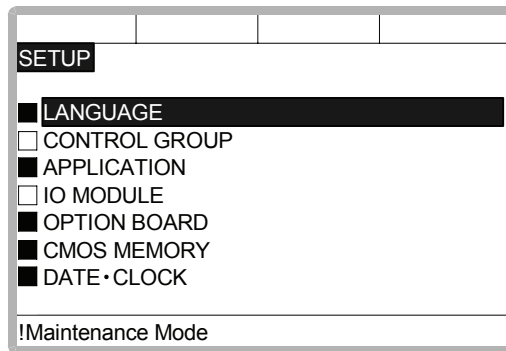 SETUP
LANGUAGE
CONTROL GROUP
APPLICATION
IO MODULE
OPTION BOARD
CMOS MEMORY
DATE・CLOCK
!Maintenance Mode